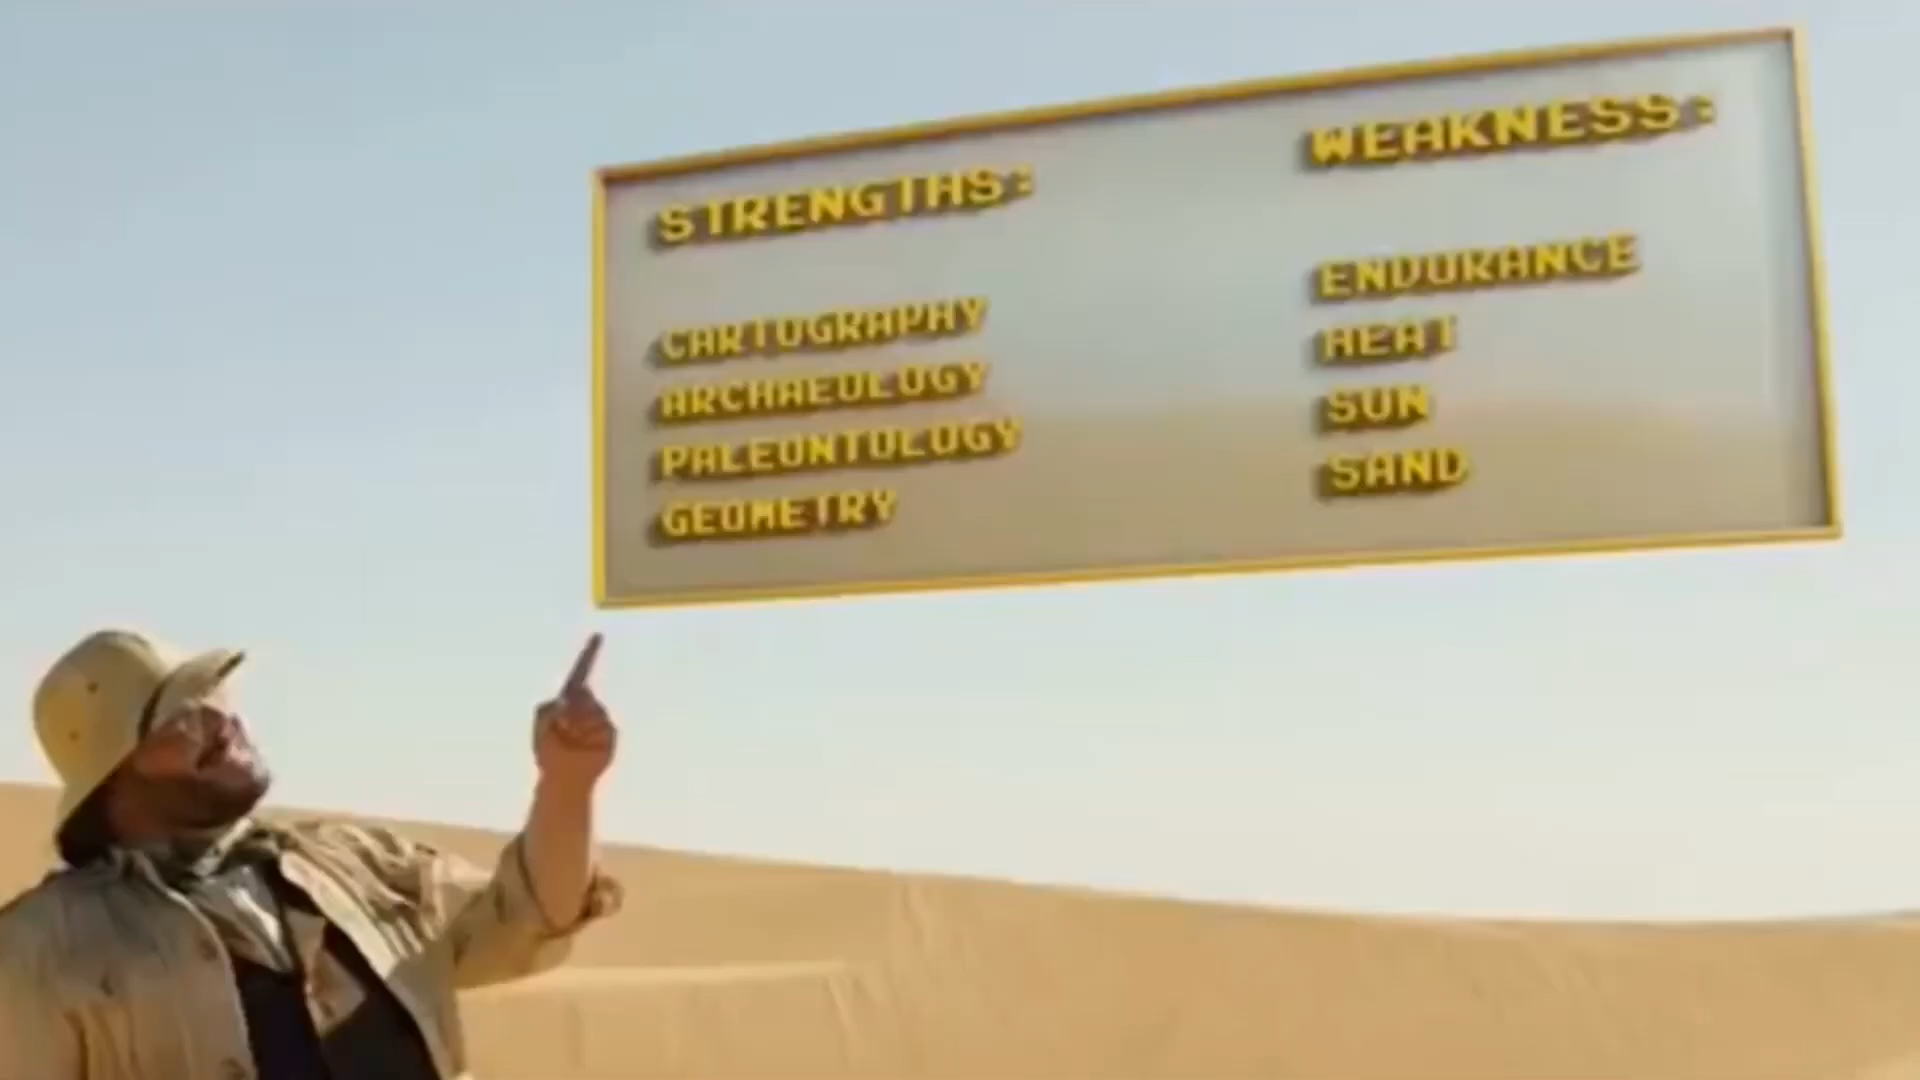 STRENGTHS:
CARTOGRAPHY
ARCHAEOLOGY
PALEONTOLOGY
GEOMETRY
WEAKNESS:
ENDURANCE
HEAT
SUN
SAND